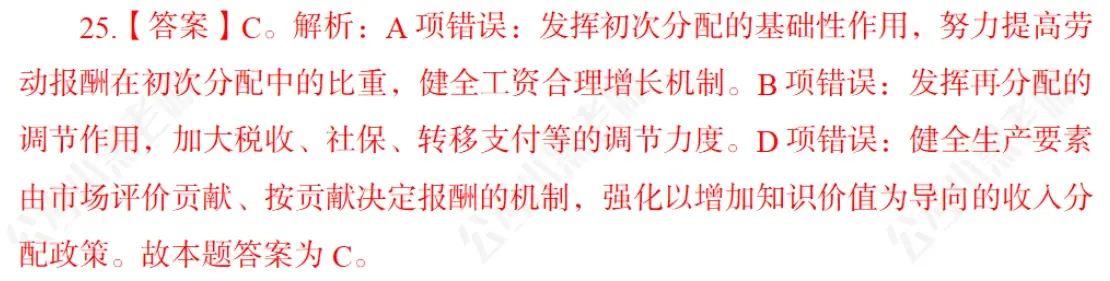 25.【答案】C。解析：A 项错误：发挥初次分配的基础性作用，努力提高劳
动报酬在初次分配中的比重，健全工资合理增长机制。B 项错误：发挥再分配的
调节作用，加大税收、社保、转移支付等的调节力度。D 项错误：健全生产要素
由市场评价贡献、按贡献决定报酬的机制，强化以增加知识价值为导向的收入分
配政策。故本题答案为 C。